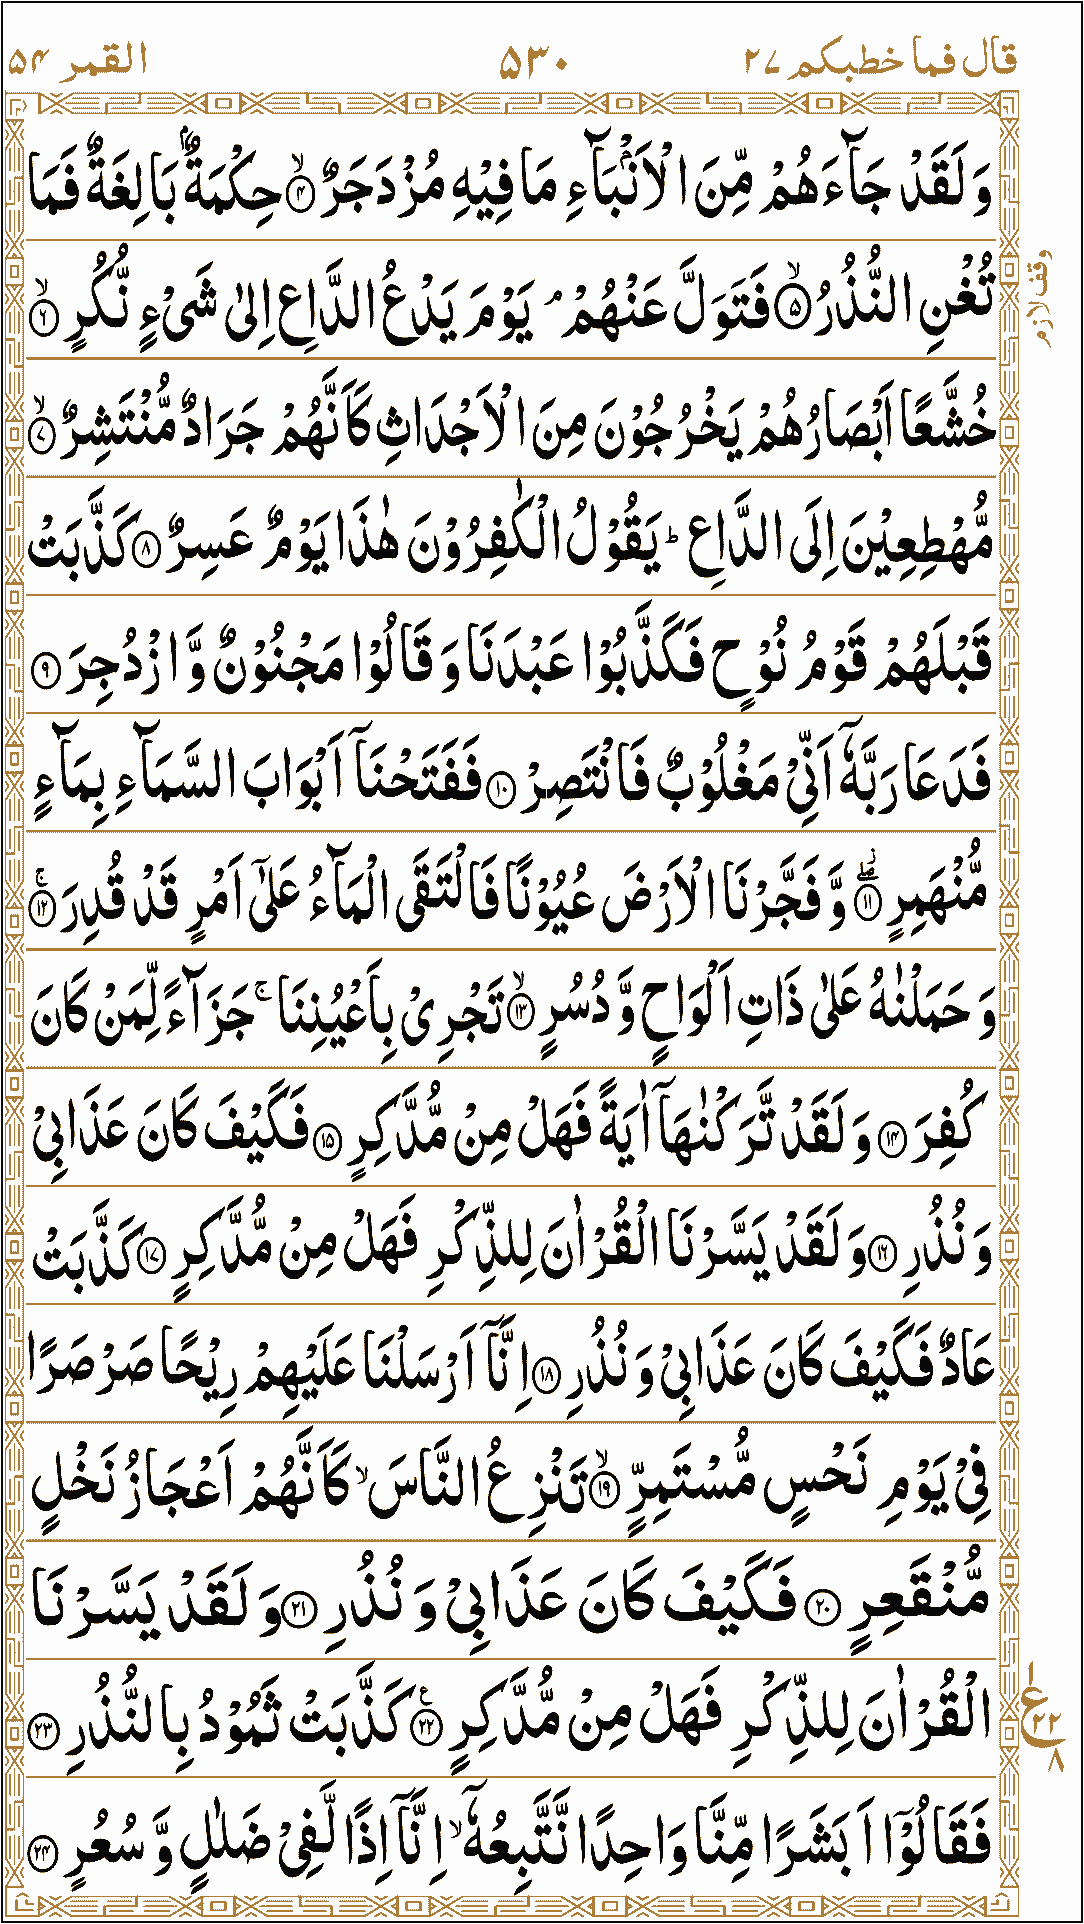 قال فما خطبكم ٢٧
٥٣٠
القمر ٥٤
وَلَقَدْ جَآءَهُمْ مِّنَ الْاَنْۢبَآءِ مَا فِيْهِ مُزْدَجَرٌ ۙ‏﴿۴﴾ حِكْمَةٌۢ بَالِغَةٌ فَمَا
تُغْنِ النُّذُرُ ۙ‏﴿۵﴾ فَتَوَلَّ عَنْهُمْ ۘ يَوْمَ يَدْعُ الدَّاعِ اِلٰى شَىْءٍ نُّكُرٍ ۙ‏﴿۶﴾
وقف لازم
خُشَّعًا اَبْصَارُهُمْ يَخْرُجُوْنَ مِنَ الْاَجْدَاثِ كَاَنَّهُمْ جَرَادٌ مُّنْتَشِرٌ ۙ‏﴿۷﴾
مُّهْطِعِيْنَ اِلَى الدَّاعِ ؕ يَقُوْلُ الْكٰفِرُوْنَ هٰذَا يَوْمٌ عَسِرٌ ‏﴿۸﴾ كَذَّبَتْ
قَبْلَهُمْ قَوْمُ نُوْحٍ فَكَذَّبُوْا عَبْدَنَا وَ قَالُوْا مَجْنُوْنٌ وَّازْدُجِرَ ‏﴿۹﴾
فَدَعَا رَبَّهٗۤ اَنِّىْ مَغْلُوْبٌ فَانْتَصِرْ ‏﴿۱۰﴾ فَفَتَحْنَاۤ اَبْوَابَ السَّمَآءِ بِمَآءٍ
مُّنْهَمِرٍ ۖ‏﴿۱۱﴾ وَّفَجَّرْنَا الْاَرْضَ عُيُوْنًا فَالْتَقَى الْمَآءُ عَلٰٓى اَمْرٍ قَدْ قُدِرَ ۚ‏﴿۱۲﴾
وَحَمَلْنٰهُ عَلٰى ذَاتِ اَلْوَاحٍ وَّدُسُرٍ ۙ‏﴿۱۳﴾ تَجْرِىْ بِاَعْيُنِنَا ۚ جَزَآءً لِّمَنْ كَانَ
كُفِرَ ‏﴿۱۴﴾ وَلَقَدْ تَّرَكْنٰهَاۤ اٰيَةً فَهَلْ مِنْ مُّدَّكِرٍ ‏﴿۱۵﴾ فَكَيْفَ كَانَ عَذَابِىْ
وَنُذُرِ ‏﴿۱۶﴾ وَلَقَدْ يَسَّرْنَا الْقُرْاٰنَ لِلذِّكْرِ فَهَلْ مِنْ مُّدَّكِرٍ ‏﴿۱۷﴾ كَذَّبَتْ
عَادٌ فَكَيْفَ كَانَ عَذَابِىْ وَنُذُرِ ‏﴿۱۸﴾ اِنَّاۤ اَرْسَلْنَا عَلَيْهِمْ رِيْحًا صَرْصَرًا
فِىْ يَوْمِ نَحْسٍ مُّسْتَمِرٍّ ۙ‏﴿۱۹﴾ تَنْزِعُ النَّاسَ ۙ كَاَنَّهُمْ اَعْجَازُ نَخْلٍ
مُّنْقَعِرٍ ‏﴿۲۰﴾ فَكَيْفَ كَانَ عَذَابِىْ وَنُذُرِ ‏﴿۲۱﴾ وَلَقَدْ يَسَّرْنَا
الْقُرْاٰنَ لِلذِّكْرِ فَهَلْ مِنْ مُّدَّكِرٍ ‏﴿۲۲﴾ ع كَذَّبَتْ ثَمُوْدُ بِالنُّذُرِ ‏﴿۲۳﴾
١ ع ٢٢ ٨
فَقَالُوْۤا اَبَشَرًا مِّنَّا وَاحِدًا نَّتَّبِعُهٗۤ ۙ اِنَّاۤ اِذًا لَّفِىْ ضَلٰلٍ وَّسُعُرٍ ‏﴿۲۴﴾